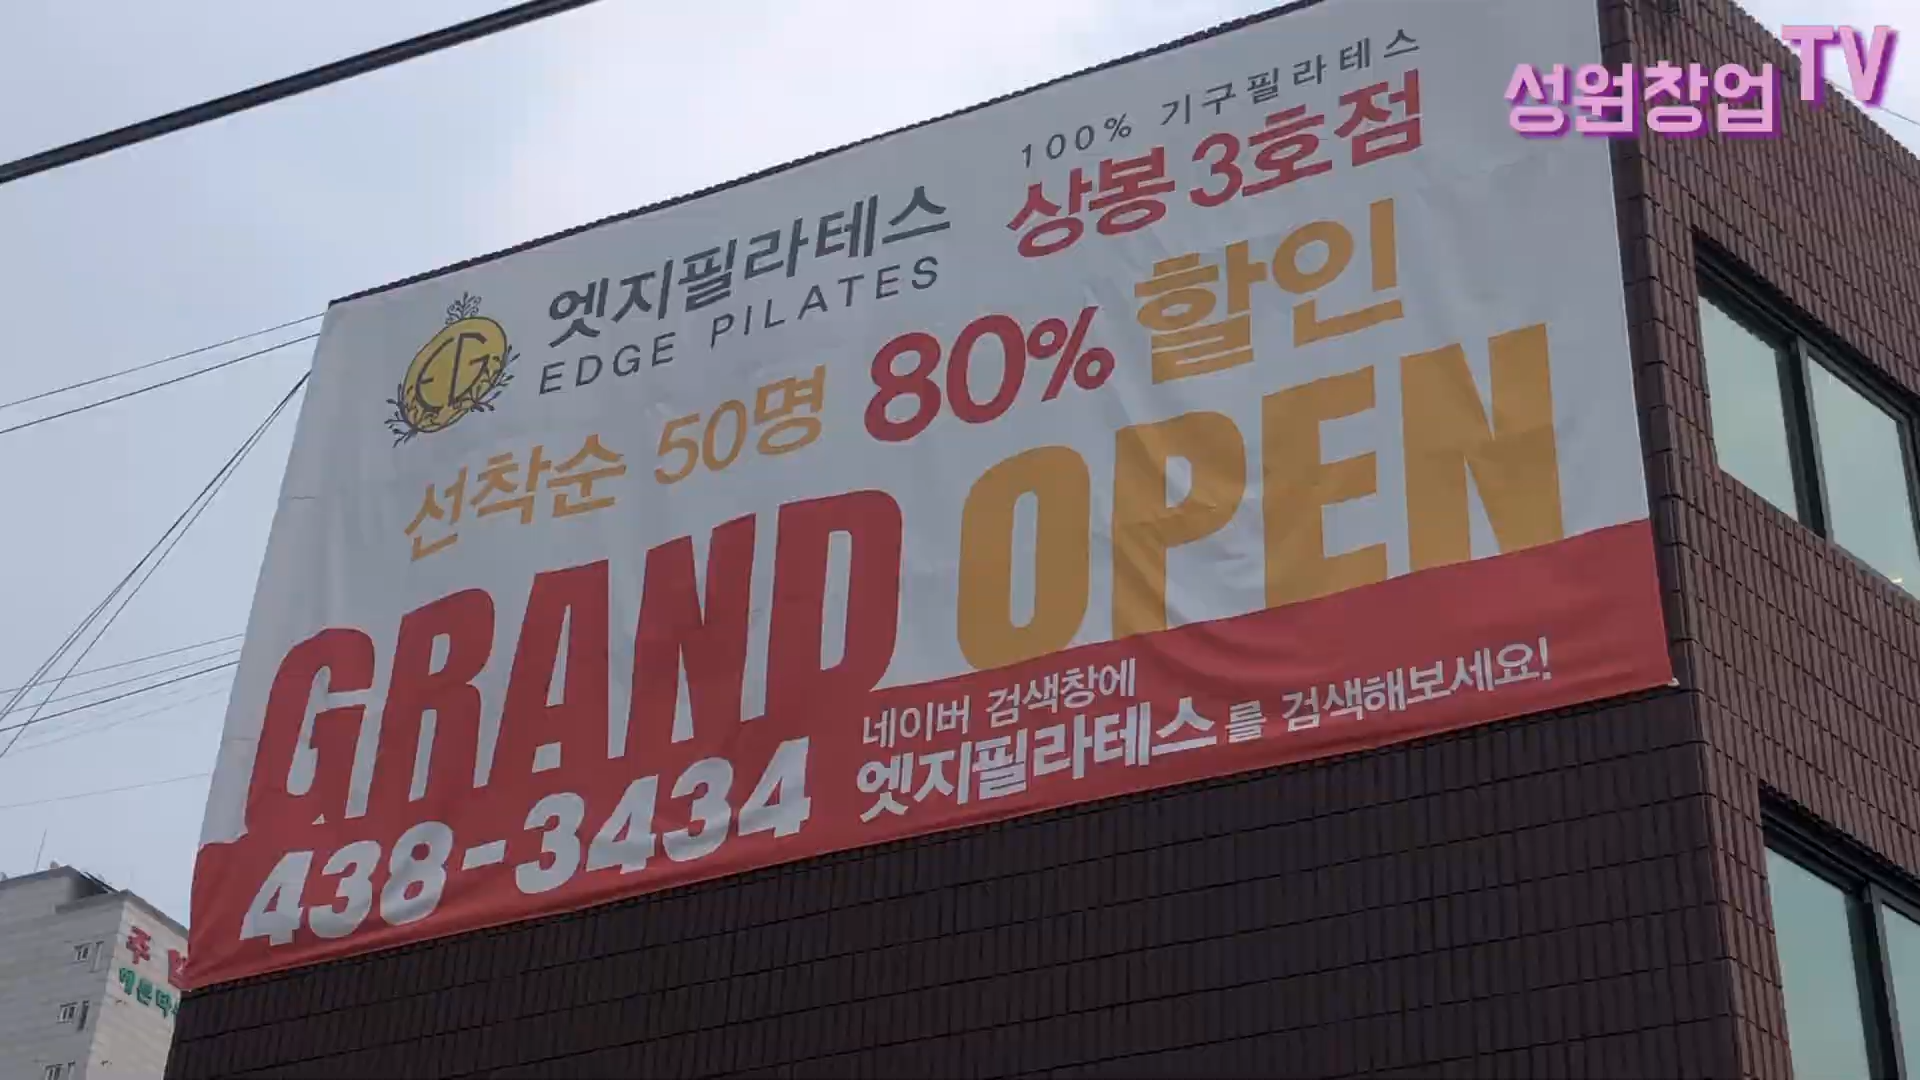 성원창업TV
100% 기구필라테스
상봉 3호점
엣지필라테스
EDGE PILATES
EG
선착순 50명 80% 할인
GRAND OPEN
438-3434
네이버 검색창에
엣지필라테스를 검색해보세요!
주